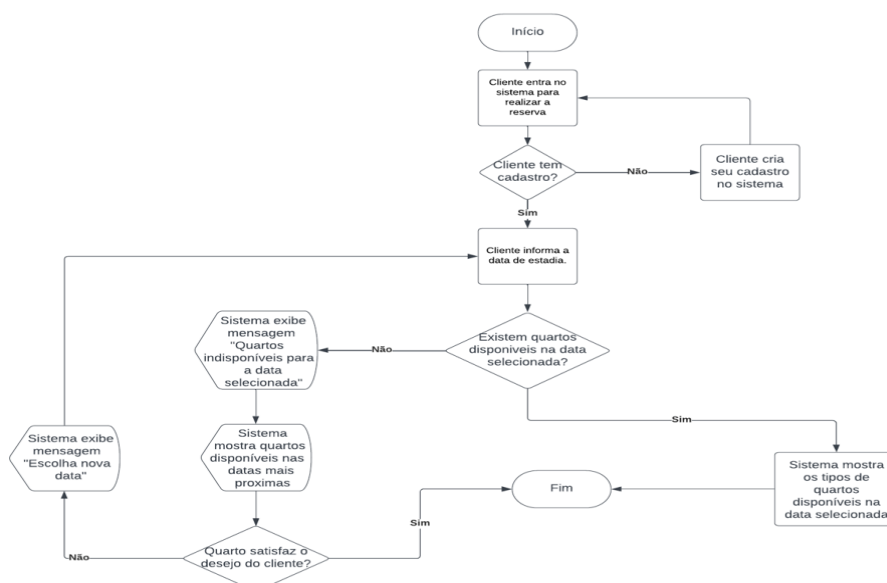 Início
Cliente entra no
sistema para
realizar a
reserva
Cliente tem
cadastro?
Não
Cliente cria
seu cadastro
no sistema
Sim
Cliente informa a
data de estadia.
Existem quartos
disponiveis na data
selecionada?
Não
Sistema exibe
mensagem
"Quartos
indisponíveis para
a data
selecionada"
Sim
Sistema
mostra quartos
disponíveis nas
datas mais
proximas
Sistema exibe
mensagem
"Escolha nova
data"
Sistema mostra
os tipos de
quartos
disponíveis na
data selecionada
Fim
Sim
Quarto satisfaz o
desejo do cliente?
Não